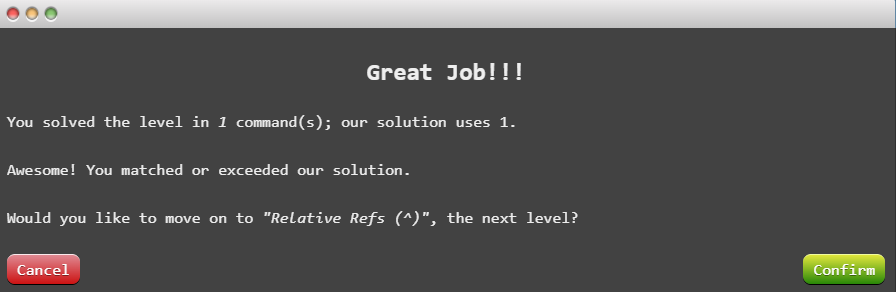 Great Job!!!
You solved the level in 1 command(s); our solution uses 1.
Awesome! You matched or exceeded our solution.
Would you like to move on to "Relative Refs (^)", the next level?
Cancel
Confirm